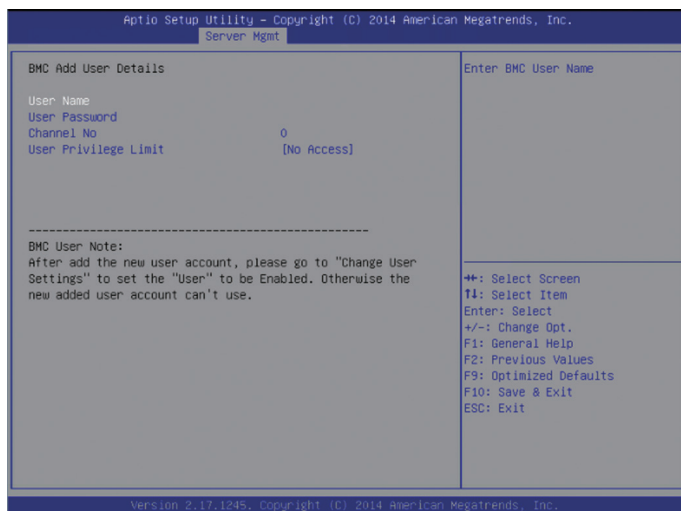 Aptio Setup Utility – Copyright (C) 2014 American Megatrends, Inc.
Server Mgmt
BMC Add User Details
User Name
User Password
Channel No 0
User Privilege Limit [No Access]
------------------------------------------------
BMC User Note:
After add the new user account, please go to "Change User
Settings" to set the "User" to be Enabled. Otherwise the
new added user account can't use.
Enter BMC User Name
→←: Select Screen
↑↓: Select Item
Enter: Select
+/-: Change Opt.
F1: General Help
F2: Previous Values
F9: Optimized Defaults
F10: Save & Exit
ESC: Exit
Version 2.17.1245. Copyright (C) 2014 American Megatrends, Inc.